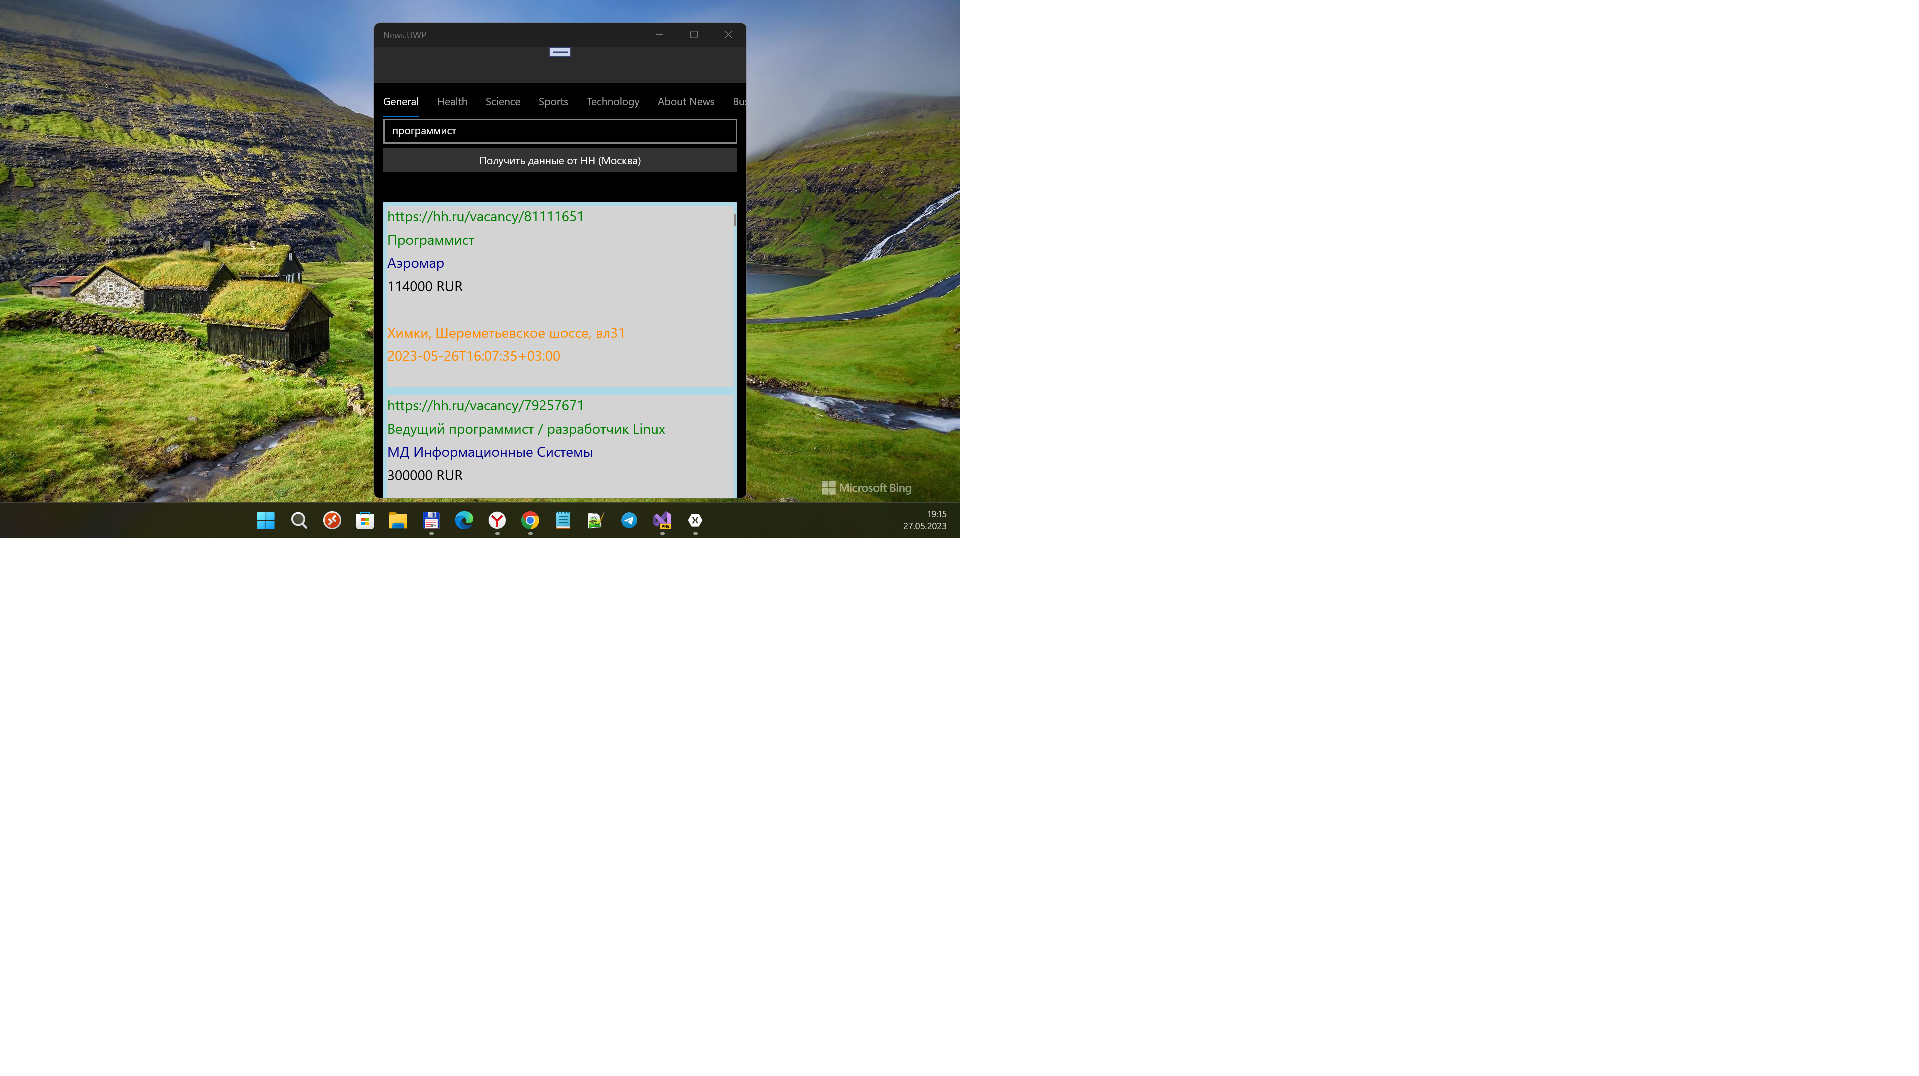 News.UWP
General Health Science Sports Technology About News Bus
программист
Получить данные от HH (Москва)
https://hh.ru/vacancy/81111651
Программист
Аэромар
114000 RUR
Химки, Шереметьевское шоссе, вл31
2023-05-26T16:07:35+03:00
https://hh.ru/vacancy/79257671
Ведущий программист / разработчик Linux
МД Информационные Системы
300000 RUR
Microsoft Bing
19:15
27.05.2023